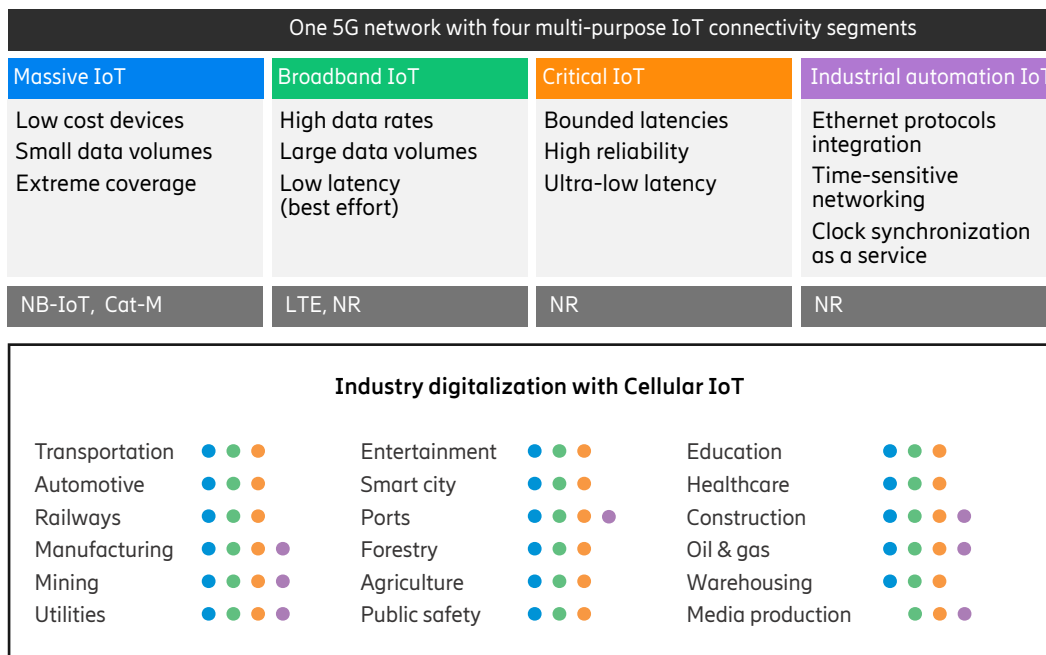 One 5G network with four multi-purpose IoT connectivity segments
Massive IoT
Low cost devices
Small data volumes
Extreme coverage
NB-IoT, Cat-M
Broadband IoT
High data rates
Large data volumes
Low latency
(best effort)
LTE, NR
Critical IoT
Bounded latencies
High reliability
Ultra-low latency
NR
Industrial automation IoT
Ethernet protocols
integration
Time-sensitive
networking
Clock synchronization
as a service
NR
Industry digitalization with Cellular IoT
Transportation
Automotive
Railways
Manufacturing
Mining
Utilities
Entertainment
Smart city
Ports
Forestry
Agriculture
Public safety
Education
Healthcare
Construction
Oil & gas
Warehousing
Media production